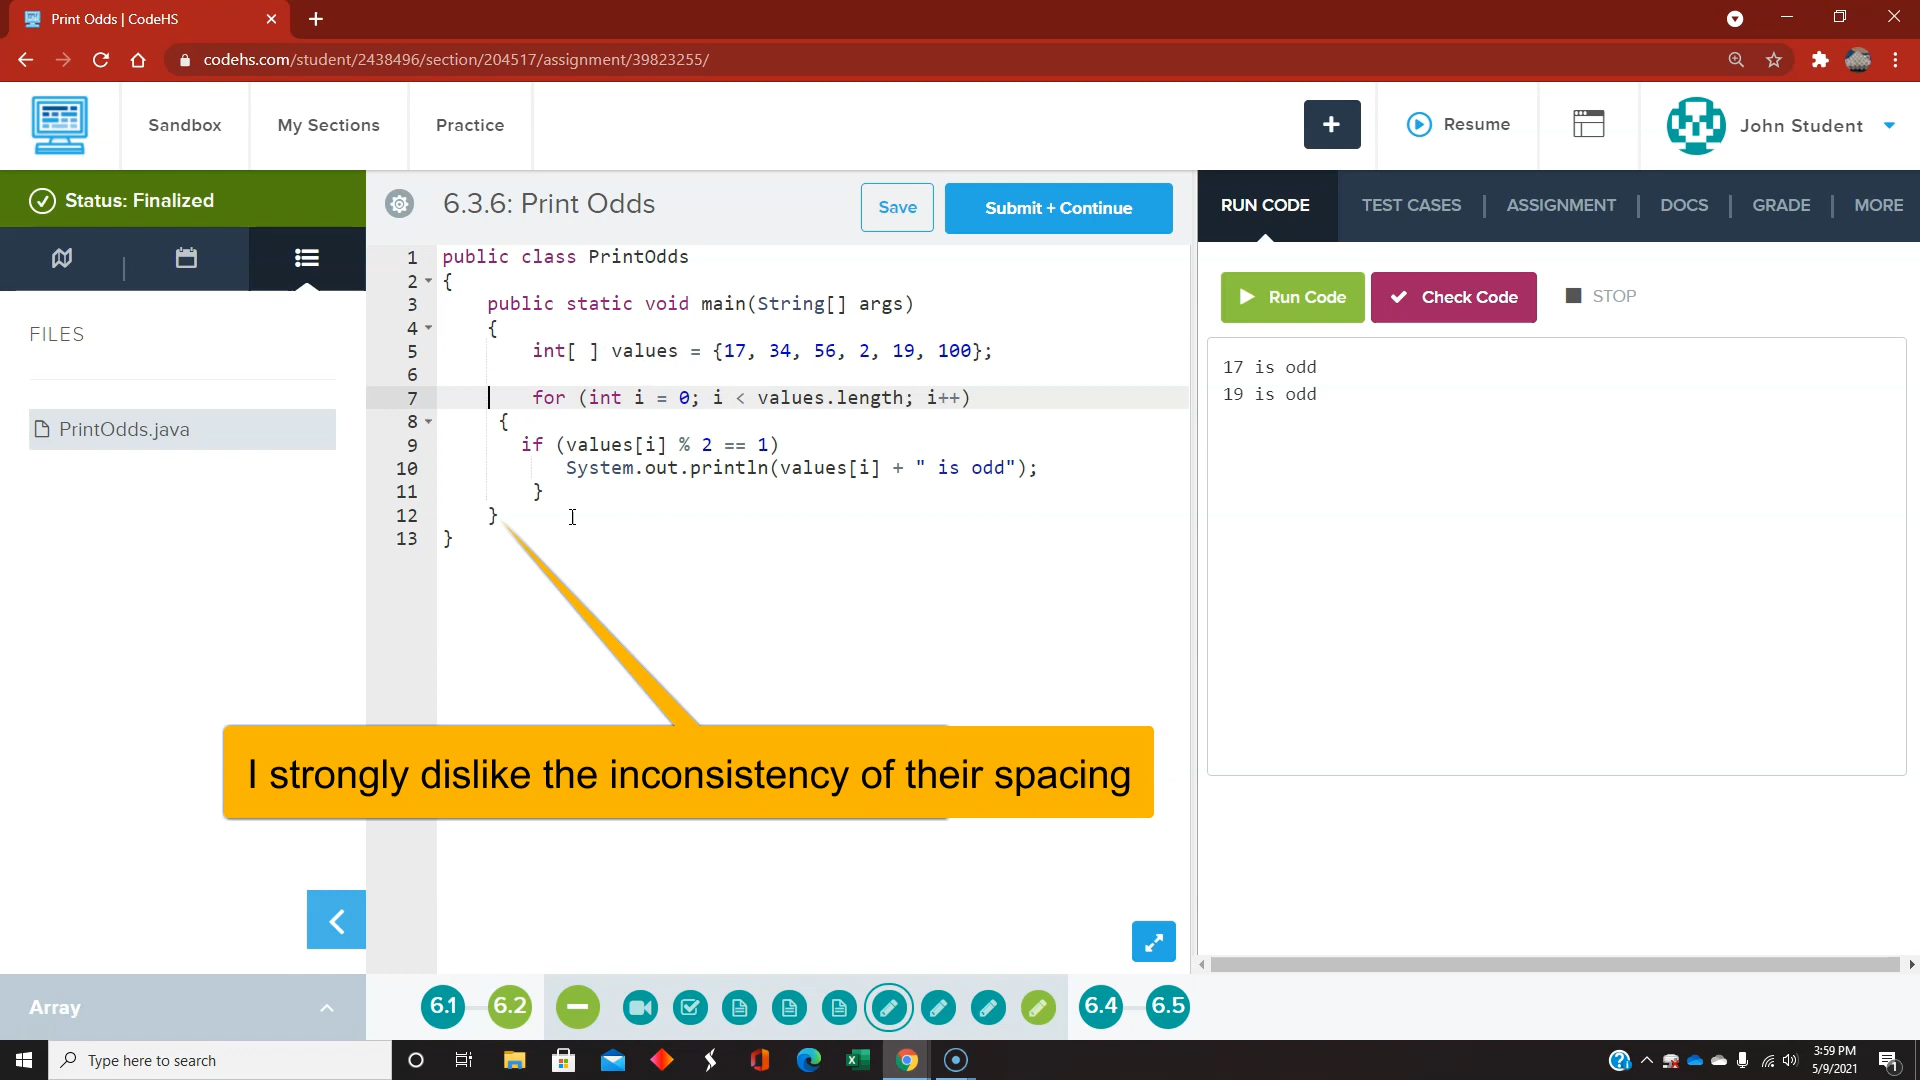 Print Odds | CodeHS
codehs.com/student/2438496/section/204517/assignment/39823255/
Sandbox
My Sections
Practice
+
Resume
John Student
Status: Finalized
6.3.6: Print Odds
Save
Submit + Continue
RUN CODE
TEST CASES
ASSIGNMENT
DOCS
GRADE
MORE
FILES
PrintOdds.java
1 public class PrintOdds
2 {
3 public static void main(String[] args)
4 {
5 int[ ] values = {17, 34, 56, 2, 19, 100};
6
7 for (int i = 0; i < values.length; i++)
8 {
9 if (values[i] % 2 == 1)
10 System.out.println(values[i] + " is odd");
11 }
12 }
13 }
Run Code
Check Code
STOP
17 is odd
19 is odd
I strongly dislike the inconsistency of their spacing
Array
6.1
6.2
6.4
6.5
Type here to search
3:59 PM
5/9/2021
1